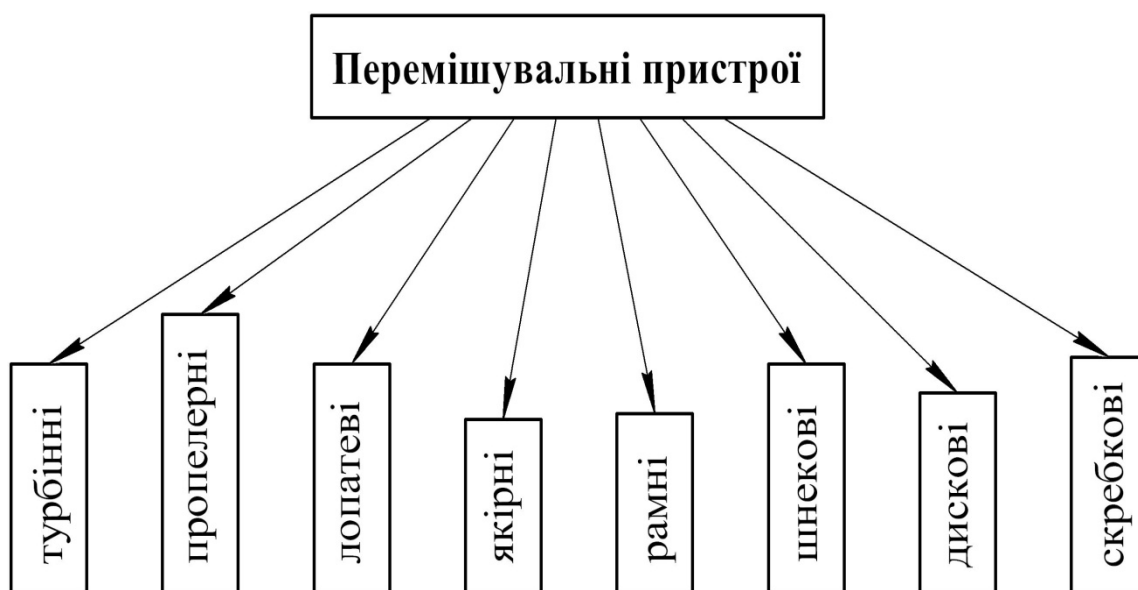 Перемішувальні пристрої
турбінні
пропелерні
лопатеві
якірні
рамні
шнекові
дискові
скребкові